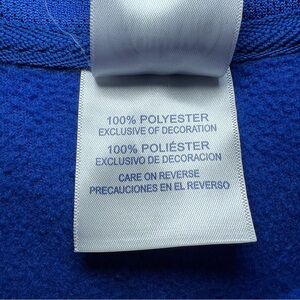 100% POLYESTER
EXCLUSIVE OF DECORATION
100% POLIÉSTER
EXCLUSIVO DE DECORACION
CARE ON REVERSE
PRECAUCIONES EN EL REVERSO